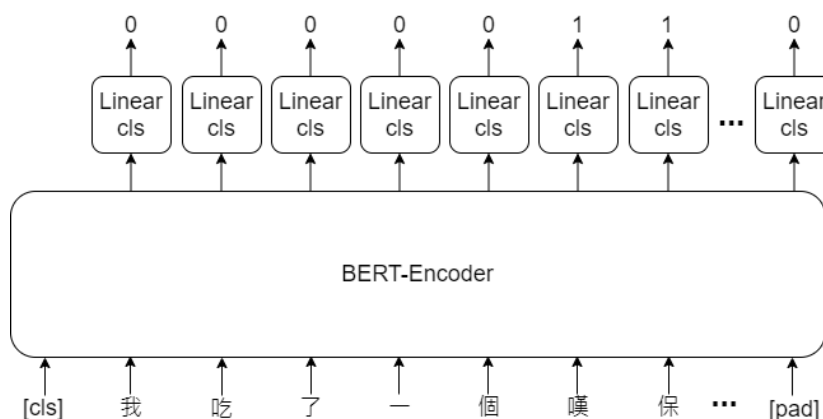 0 0 0 0 0 1 1 0
Linear Linear Linear Linear Linear Linear Linear Linear
cls cls cls cls cls cls cls ... cls
BERT-Encoder
[cls] 我 吃 了 一 個 嘆 保 ... [pad]